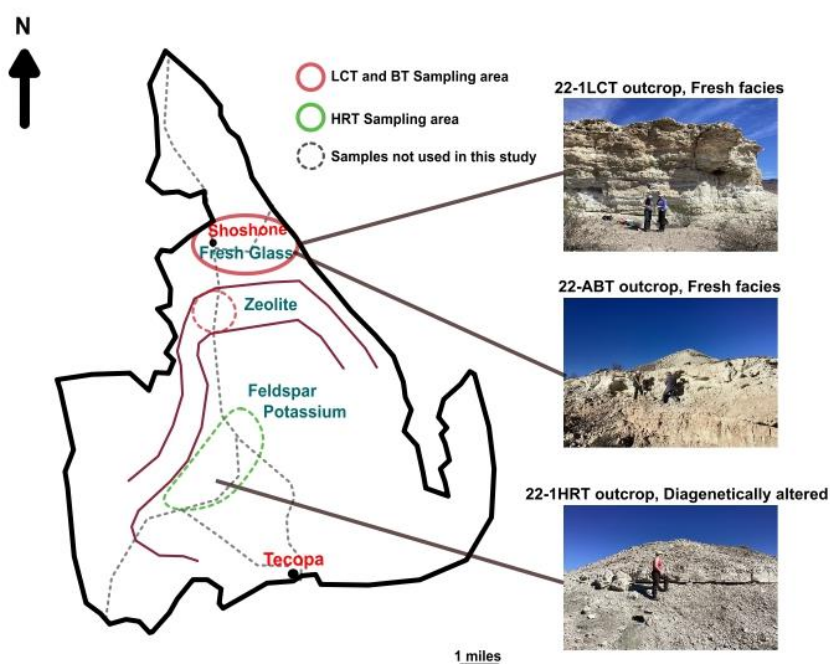 N
LCT and BT Sampling area
HRT Sampling area
Samples not used in this study
22-1LCT outcrop, Fresh facies
Shoshone
Fresh Glass
Zeolite
22-ABT outcrop, Fresh facies
Feldspar
Potassium
22-1HRT outcrop, Diagenetically altered
Tecopa
1 miles